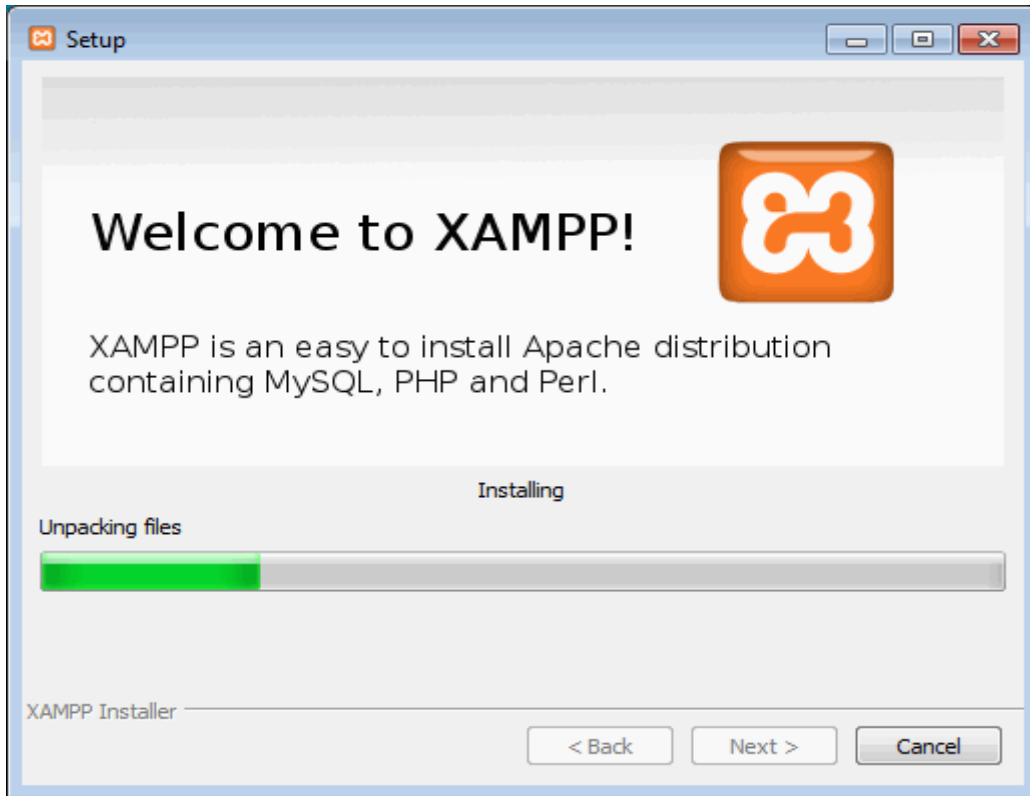 Setup
Welcome to XAMPP!
XAMPP is an easy to install Apache distribution
containing MySQL, PHP and Perl.
Installing
Unpacking files
XAMPP Installer
< Back
Next >
Cancel